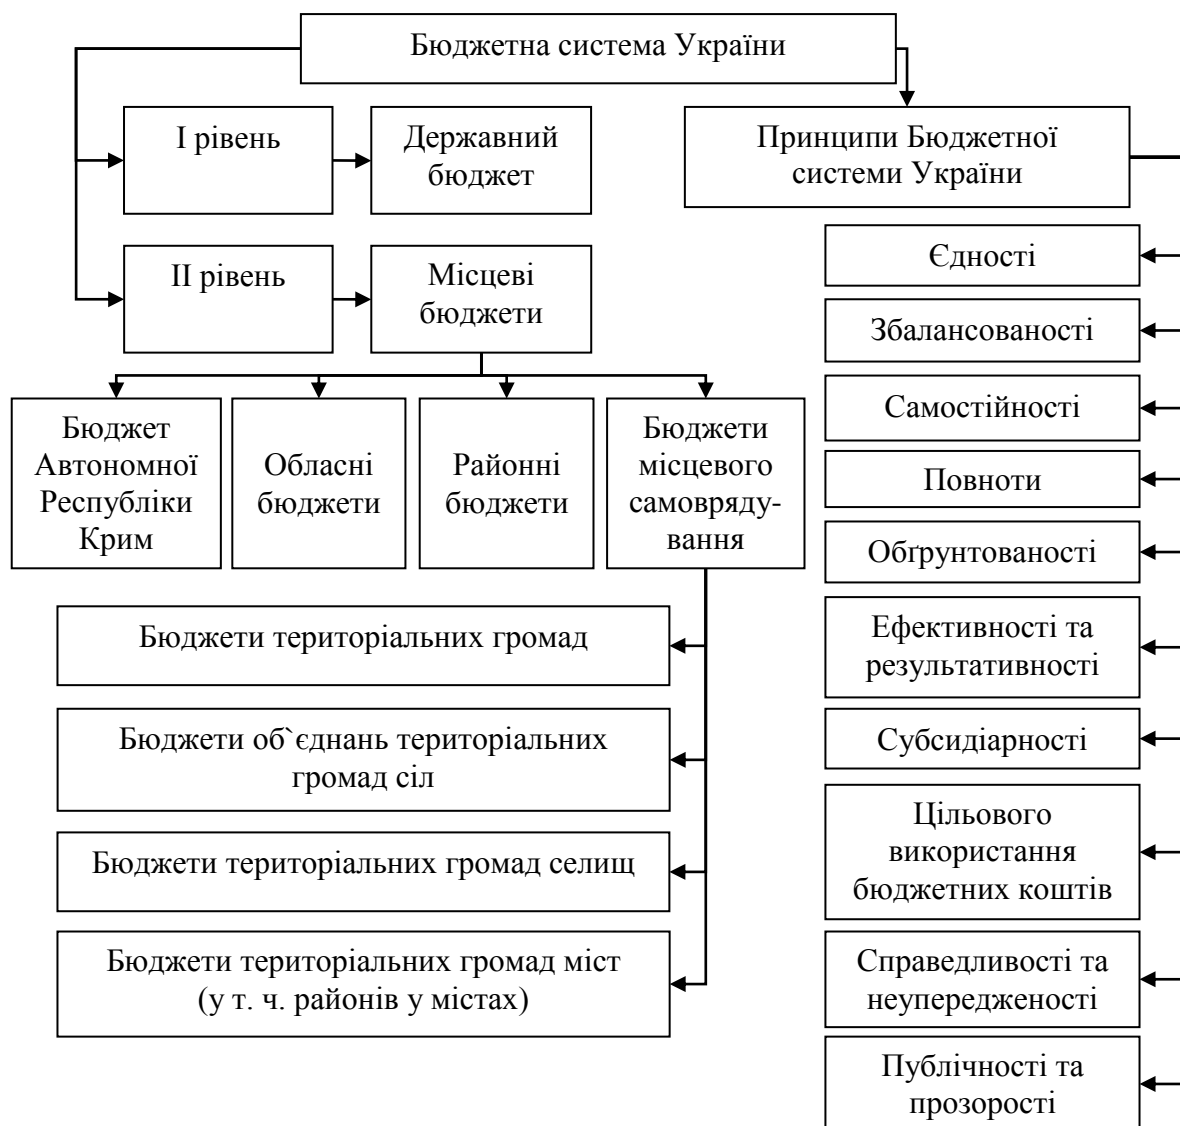 Бюджетна система України
І рівень
Державний
бюджет
Принципи Бюджетної
системи України
ІІ рівень
Місцеві
бюджети
Бюджет
Автономної
Республіки
Крим
Обласні
бюджети
Районні
бюджети
Бюджети
місцевого
самовряду-
вання
Бюджети територіальних громад
Бюджети об`єднань територіальних
громад сіл
Бюджети територіальних громад селищ
Бюджети територіальних громад міст
(у т. ч. районів у містах)
Єдності
Збалансованості
Самостійності
Повноти
Обґрунтованості
Ефективності та
результативності
Субсидіарності
Цільового
використання
бюджетних коштів
Справедливості та
неупередженості
Публічності та
прозорості